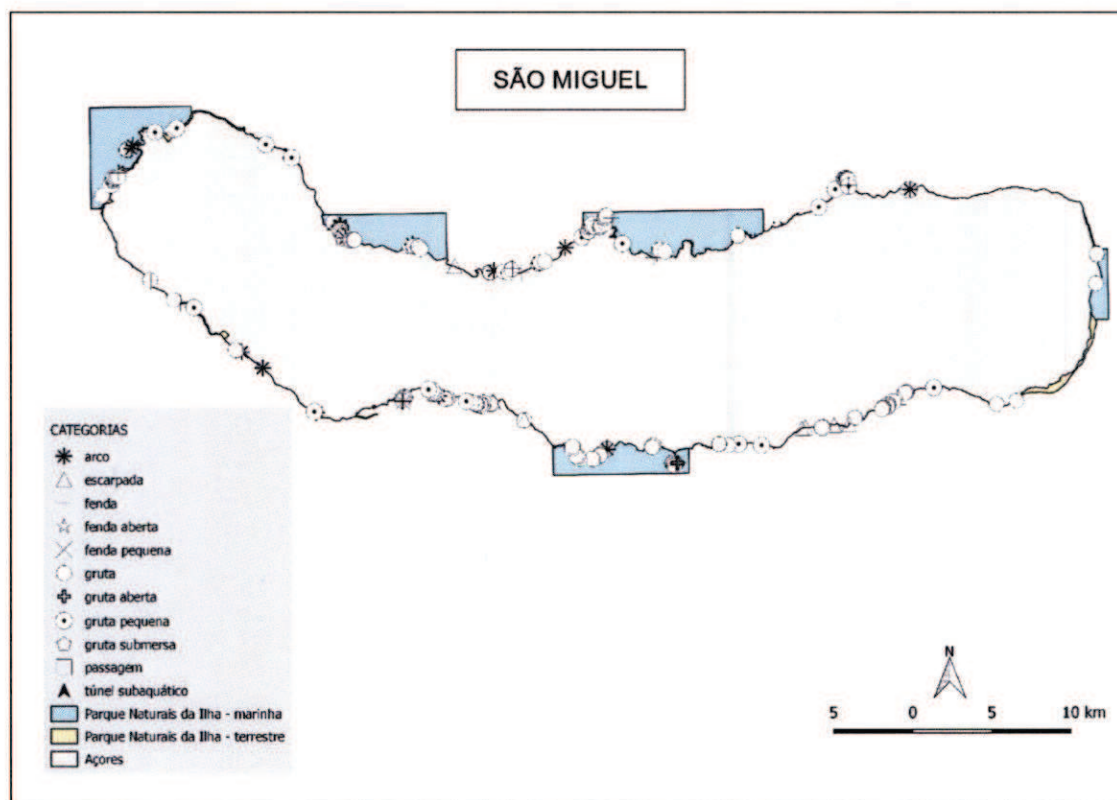 SÃO MIGUEL
CATEGORIAS
arco
escarpada
fenda
fenda aberta
fenda pequena
gruta
gruta aberta
gruta pequena
gruta submersa
passagem
túnel subaquático
Parque Naturais da Ilha - marinha
Parque Naturais da Ilha - terrestre
Açores
N
5 0 5 10 km